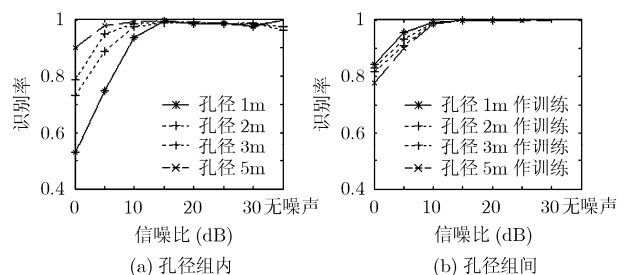 1
0.8
0.6
0.4
识别率
孔径 1m
孔径 2m
孔径 3m
孔径 5m
0 10 20 30 无噪声
信噪比 (dB)
(a) 孔径组内
1
0.8
0.6
0.4
识别率
孔径 1m 作训练
孔径 2m 作训练
孔径 3m 作训练
孔径 5m 作训练
0 10 20 30 无噪声
信噪比 (dB)
(b) 孔径组间